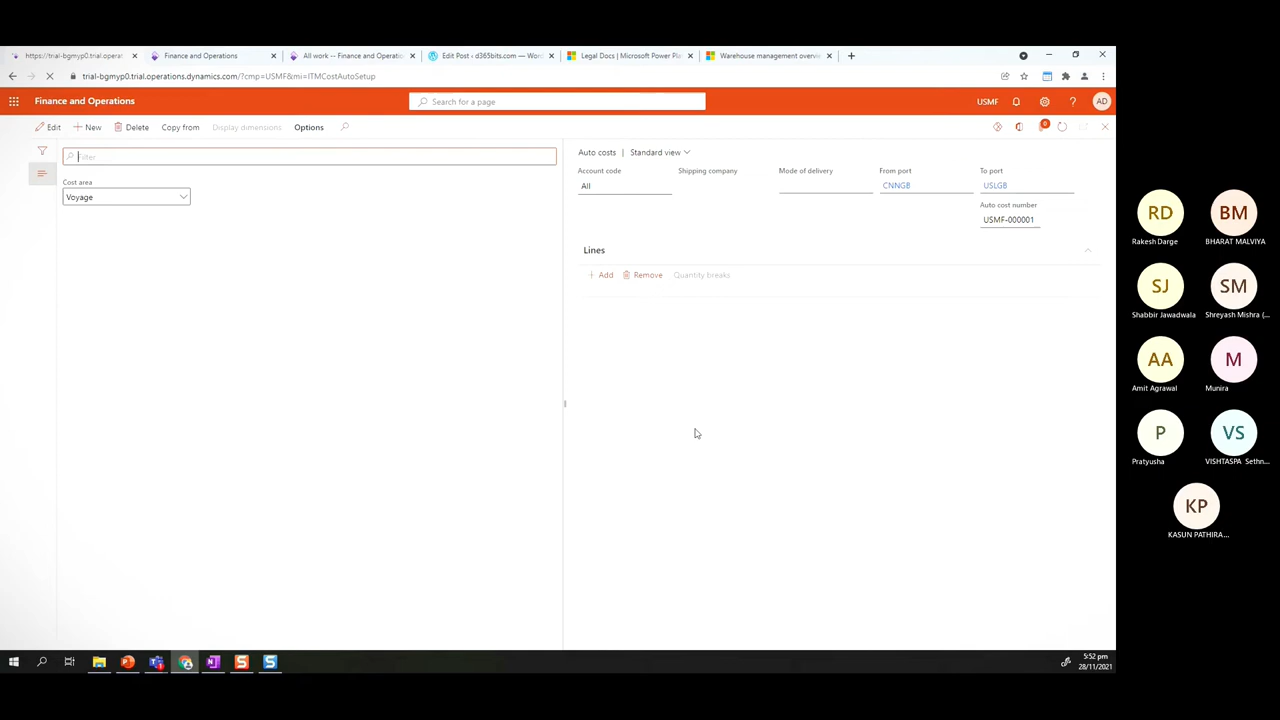 https://trial-bgmyp0.trial.operat
Finance and Operations
All work -- Finance and Operatio
Edit Post ‹ d365bits.com — Wor
Legal Docs | Microsoft Power Pla
Warehouse management overvie
trial-bgmyp0.trial.operations.dynamics.com/?cmp=USMF&mi=ITMCostAutoSetup
Finance and Operations
Search for a page
USMF
?
AD
Edit
New
Delete
Copy from
Display dimensions
Options
0
Filter
Cost area
Voyage
Auto costs | Standard view
Account code
Shipping company
Mode of delivery
From port
To port
All
CNNGB
USLGB
Auto cost number
USMF-000001
Lines
+ Add
Remove
Quantity breaks
RD
Rakesh Darge
BM
BHARAT MALVIYA
SJ
Shabbir Jawadwala
SM
Shreyash Mishra (...
AA
Amit Agrawal
M
Munira
P
Pratyusha
VS
VISHTASPA Sethn...
KP
KASUN PATHIRA...
5:52 pm
28/11/2021